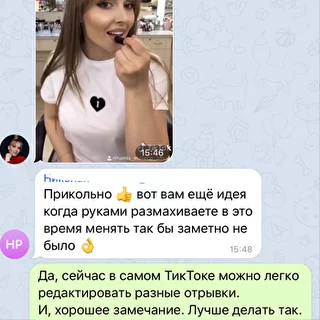 15:46
Прикольно 👍 вот вам ещё идея
когда руками размахиваете в это
время менять так бы заметно не
было 👌
15:48
НР
Да, сейчас в самом ТикТоке можно легко
редактировать разные отрывки.
И, хорошее замечание. Лучше делать так.